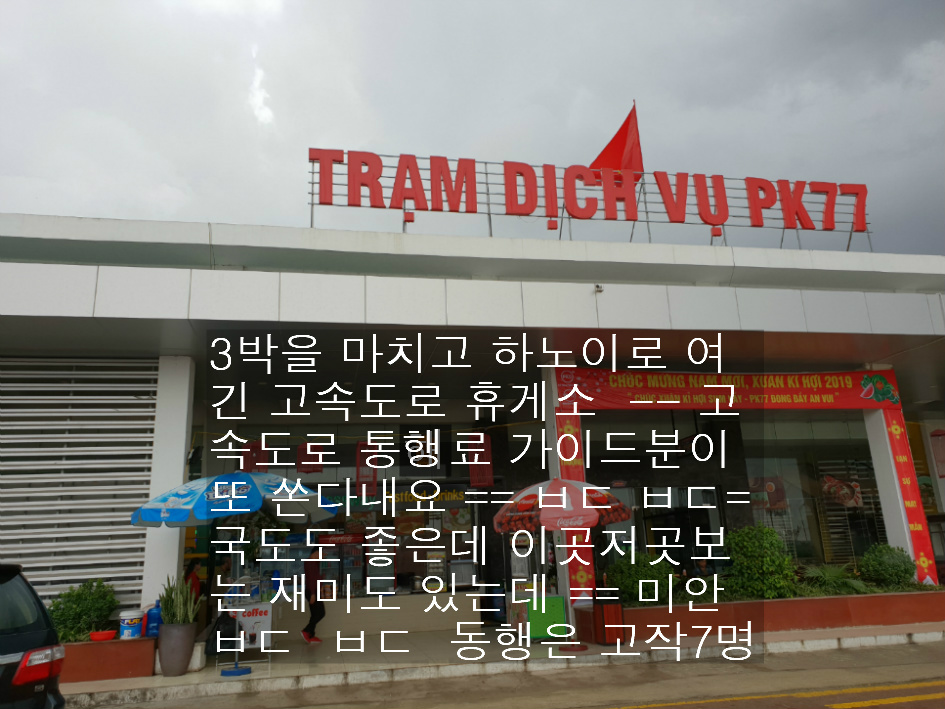 TRẠM DỊCH VỤ PK77
CHÚC MỪNG NĂM MỚI, XUÂN KỈ HỢI 2019
3박을 마치고 하노이로 여
긴 고속도로 휴게소 -- 고
속도로 통행료 가이드분이
또 쏜다내요 == ㅂㄷ ㅂㄷ=
국도도 좋은데 이곳저곳보
는 재미도 있는데 == 미안
ㅂㄷ ㅂㄷ 동행은 고작7명
coffee